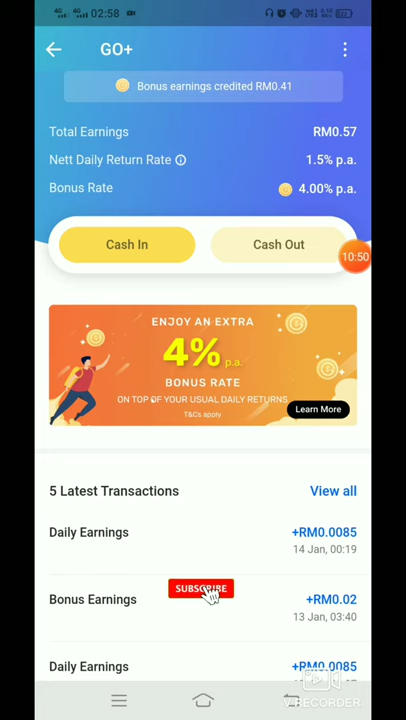 4G 4G 02:58
GO+
Bonus earnings credited RM0.41
Total Earnings RM0.57
Nett Daily Return Rate 1.5% p.a.
Bonus Rate 4.00% p.a.
Cash In Cash Out
10:50
ENJOY AN EXTRA
4% p.a.
BONUS RATE
ON TOP OF YOUR USUAL DAILY RETURNS
T&Cs apply
Learn More
5 Latest Transactions View all
Daily Earnings +RM0.0085
14 Jan, 00:19
SUBSCRIBE
Bonus Earnings +RM0.02
13 Jan, 03:40
Daily Earnings +RM0.0085
V RECORDER